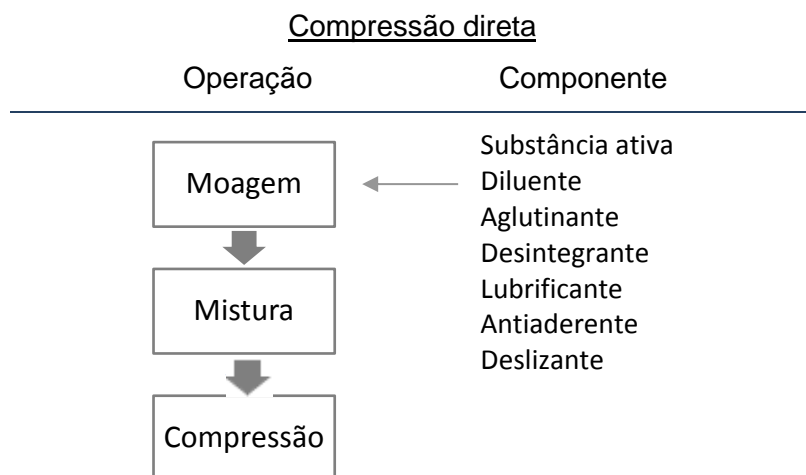 Compressão direta
Operação Componente
Moagem
Substância ativa
Diluente
Aglutinante
Desintegrante
Lubrificante
Antiaderente
Deslizante
Mistura
Compressão